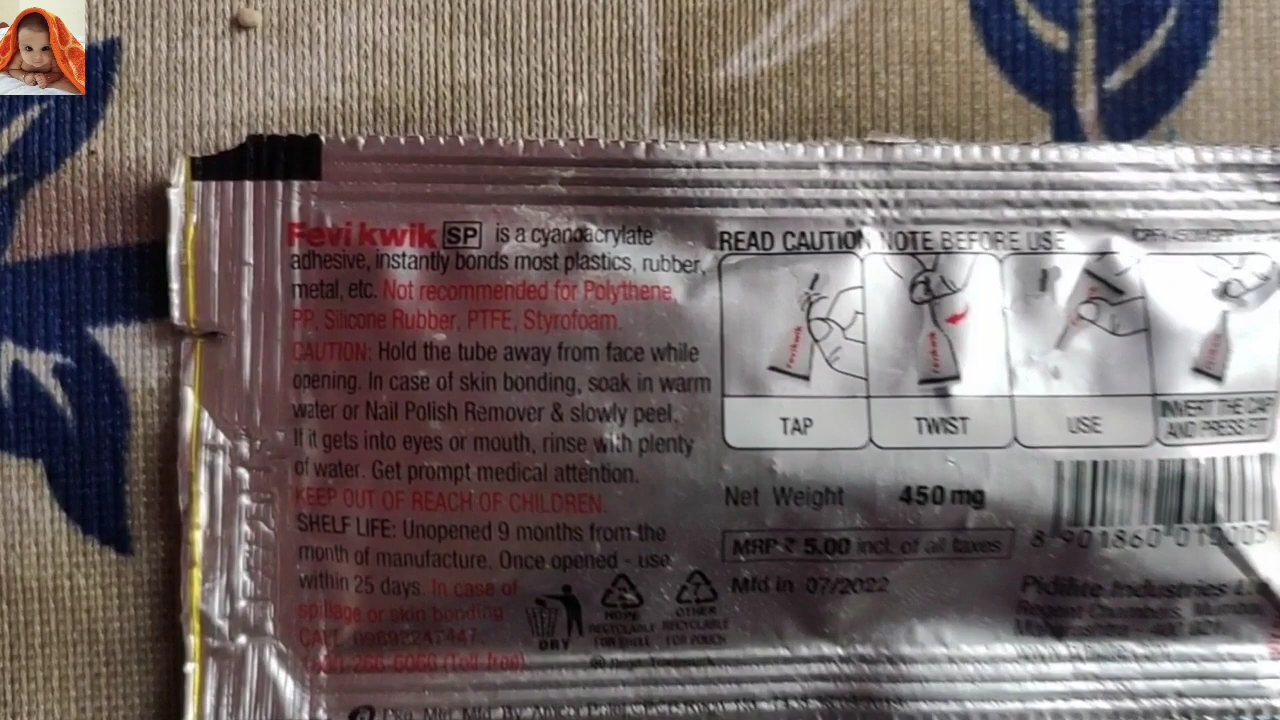 Fevi kwik SP is a cyanoacrylate
adhesive, instantly bonds most plastics, rubber,
metal, etc. Not recommended for Polythene,
PP, Silicone Rubber, PTFE, Styrofoam.
CAUTION: Hold the tube away from face while
opening. In case of skin bonding, soak in warm
water or Nail Polish Remover & slowly peel.
If it gets into eyes or mouth, rinse with plenty
of water. Get prompt medical attention.
KEEP OUT OF REACH OF CHILDREN.
SHELF LIFE: Unopened 9 months from the
month of manufacture. Once opened - use
within 25 days. In case of
spillage or skin bonding
CALL
(Toll free)
DRY
HDPE
RECYCLABLE
FOR SHELL
OTHER
RECYCLABLE
FOR POUCH
READ CAUTION NOTE BEFORE USE
Fevikwik
Fevikwik
TAP
TWIST
USE
INVERT THE CAP
AND PRESS FIT
Net Weight 450 mg
MRP ₹ 5.00 incl. of all taxes
Mfd in 07/2022
8 901860 010005
Pidilite Industries
Regent Chambers, Mumbai